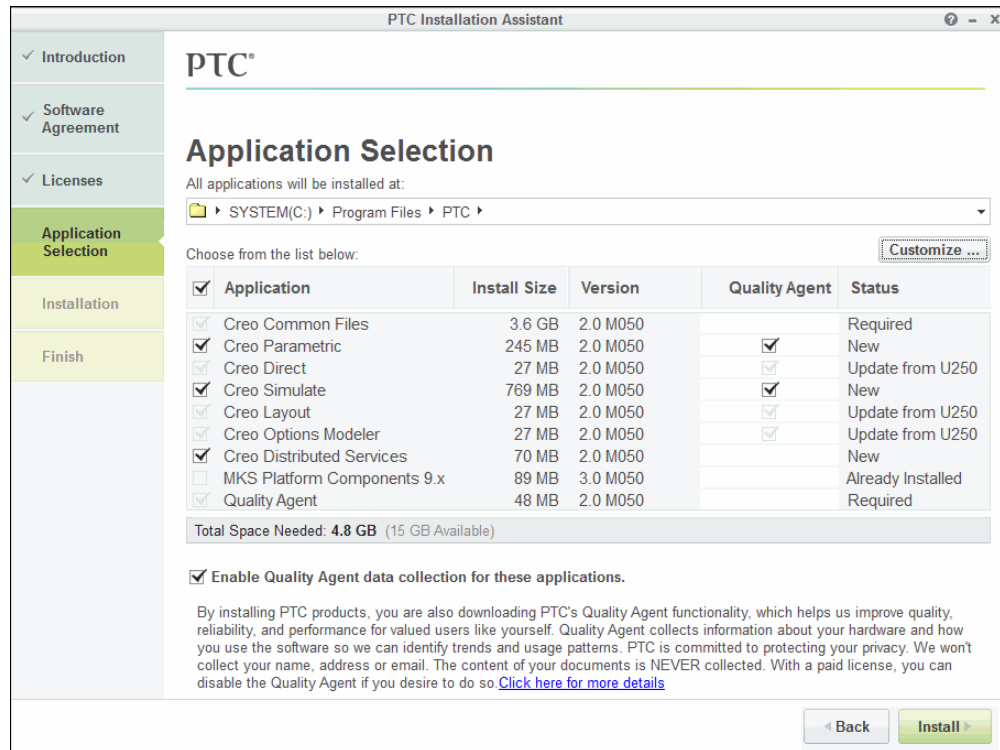 PTC Installation Assistant
Introduction
Software
Agreement
Licenses
Application
Selection
Installation
Finish
PTC®
Application Selection
All applications will be installed at:
SYSTEM(C:) Program Files PTC
Choose from the list below:
Customize ...
Application Install Size Version Quality Agent Status
Creo Common Files 3.6 GB 2.0 M050 Required
Creo Parametric 245 MB 2.0 M050 New
Creo Direct 27 MB 2.0 M050 Update from U250
Creo Simulate 769 MB 2.0 M050 New
Creo Layout 27 MB 2.0 M050 Update from U250
Creo Options Modeler 27 MB 2.0 M050 Update from U250
Creo Distributed Services 70 MB 2.0 M050 New
MKS Platform Components 9.x 89 MB 3.0 M050 Already Installed
Quality Agent 48 MB 2.0 M050 Required
Total Space Needed: 4.8 GB (15 GB Available)
Enable Quality Agent data collection for these applications.
By installing PTC products, you are also downloading PTC's Quality Agent functionality, which helps us improve quality,
reliability, and performance for valued users like yourself. Quality Agent collects information about your hardware and how
you use the software so we can identify trends and usage patterns. PTC is committed to protecting your privacy. We won't
collect your name, address or email. The content of your documents is NEVER collected. With a paid license, you can
disable the Quality Agent if you desire to do so.Click here for more details
Back
Install